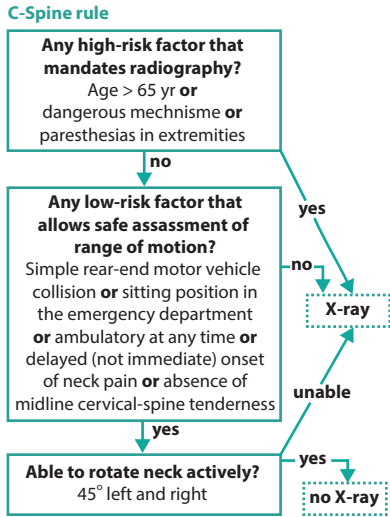 C-Spine rule
Any high-risk factor that
mandates radiography?
Age > 65 yr or
dangerous mechnisme or
paresthesias in extremities
no
yes
Any low-risk factor that
allows safe assassment of
range of motion?
Simple rear-end motor vehicle
collision or sitting position in
the emergency department
or ambulatory at any time or
delayed (not immediate) onset
of neck pain or absence of
midline cervical-spine tenderness
no
X-ray
yes
unable
Able to rotate neck actively?
45° left and right
yes
no X-ray